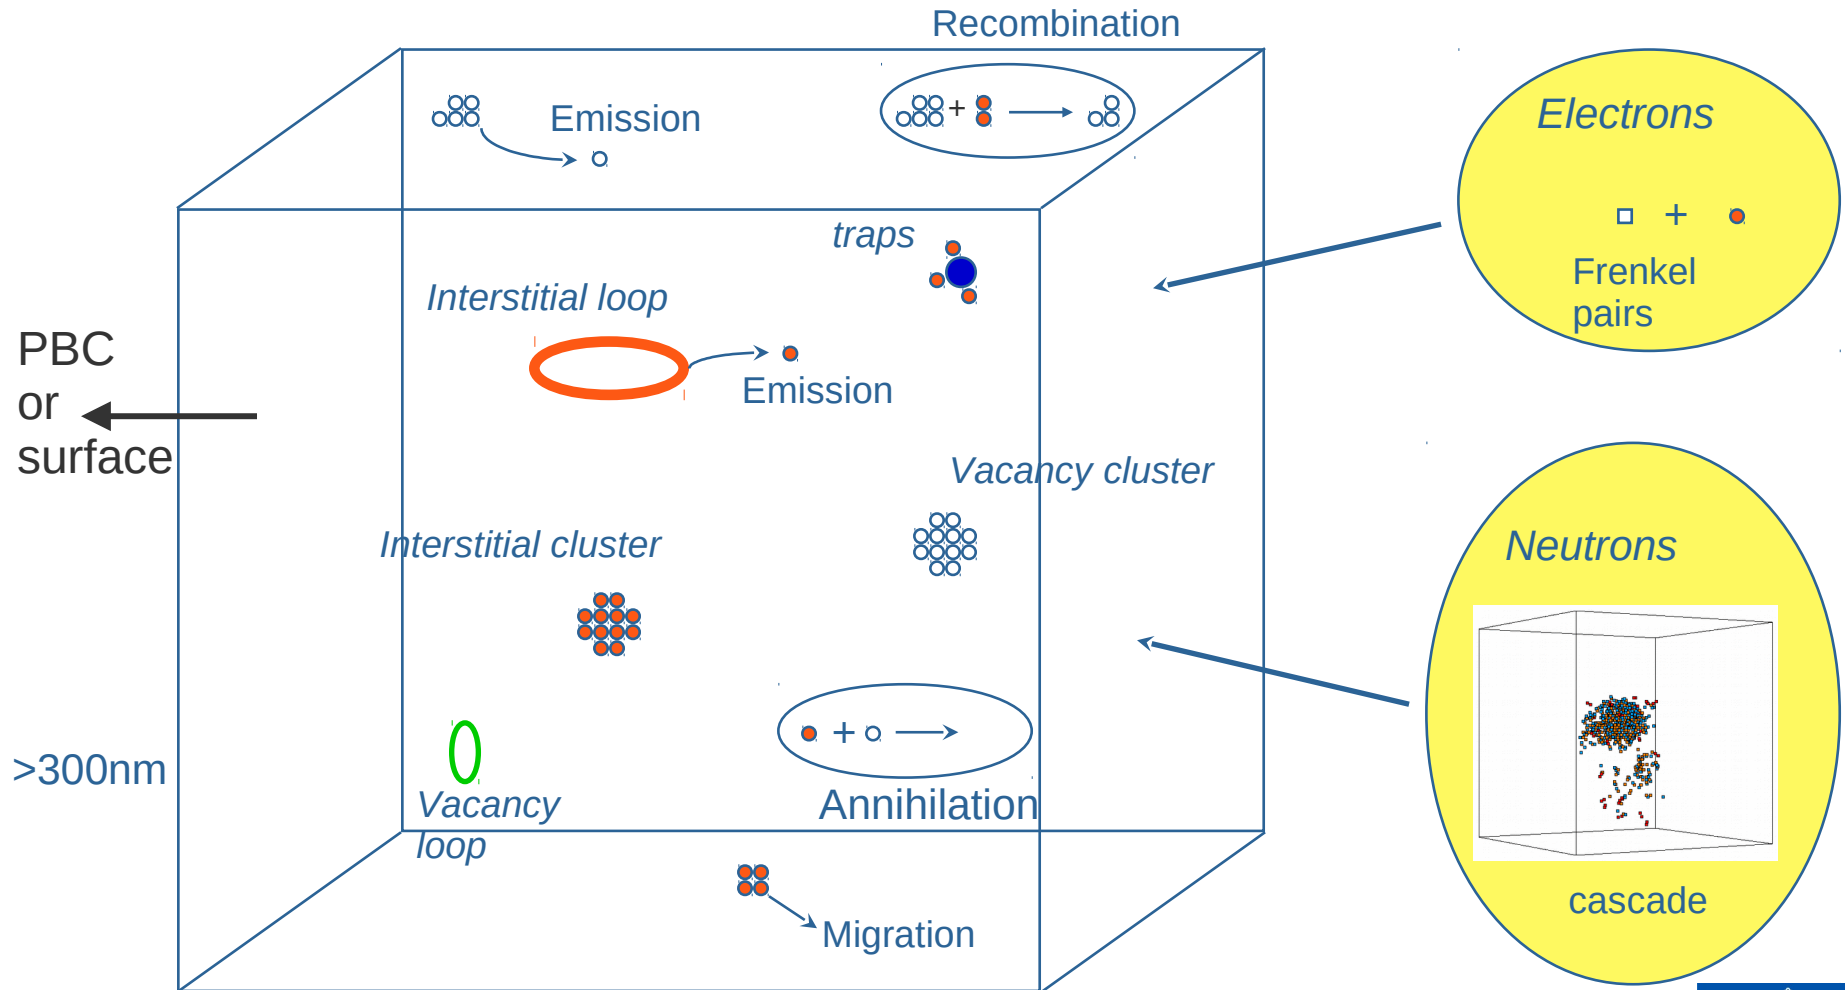 Recombination
Emission
+
Electrons
traps
+
Interstitial loop
Frenkel
pairs
PBC
or
surface
Emission
Vacancy cluster
Interstitial cluster
Neutrons
+
>300nm
Vacancy
loop
Annihilation
cascade
Migration